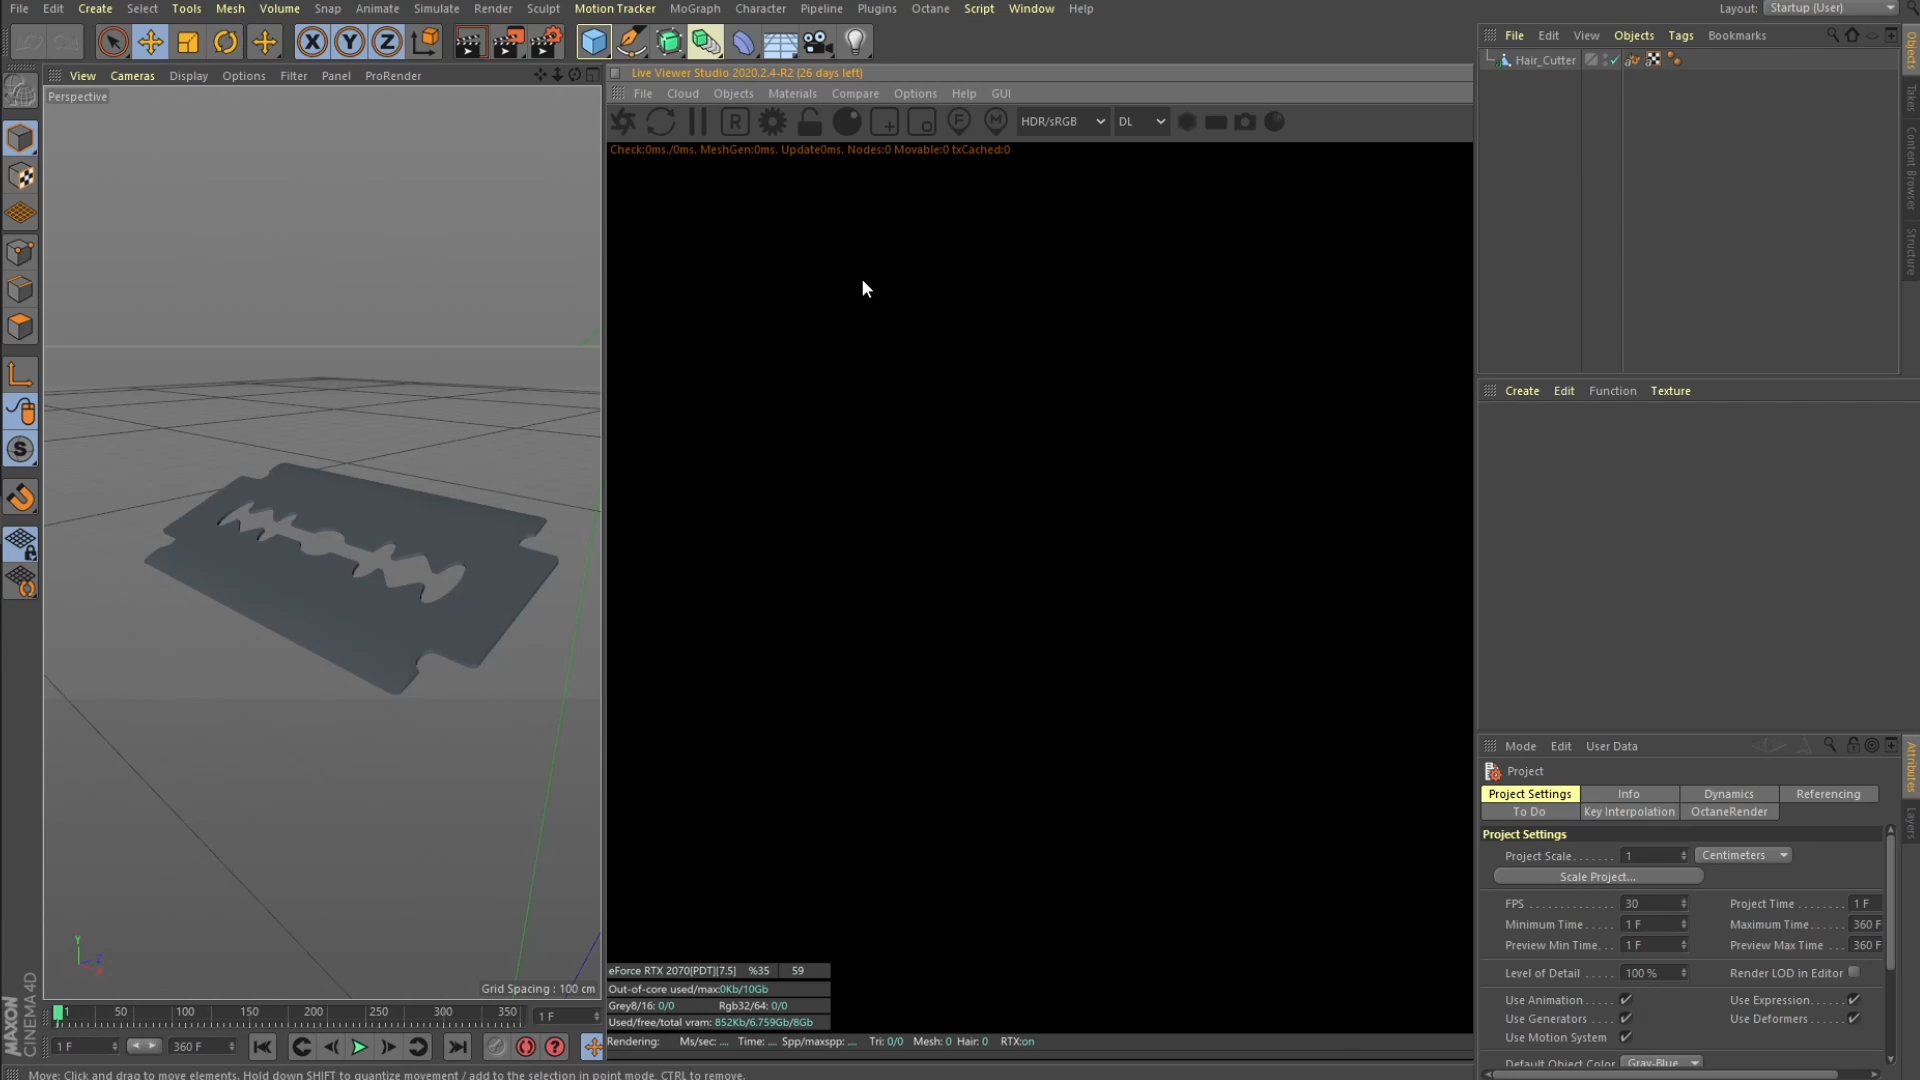 File Edit Create Select Tools Mesh Volume Snap Animate Simulate Render Sculpt Motion Tracker MoGraph Character Pipeline Plugins Octane Script Window Help
Layout: Startup (User)
X Y Z
View Cameras Display Options Filter Panel ProRender
Perspective
Live Viewer Studio 2020.2.4-R2 (26 days left)
File Cloud Objects Materials Compare Options Help GUI
HDR/sRGB DL
Check:0ms./0ms. MeshGen:0ms. Update0ms. Nodes:0 Movable:0 txCached:0
File Edit View Objects Tags Bookmarks
Hair_Cutter
Objects
Takes
Content Browser
Structure
Create Edit Function Texture
Mode Edit User Data
Project
Project Settings Info Dynamics Referencing
To Do Key Interpolation OctaneRender
Project Settings
Project Scale....... 1 Centimeters
Scale Project...
FPS 30 Project Time 1 F
Minimum Time 1 F Maximum Time 360 F
Preview Min Time 1 F Preview Max Time 360 F
Level of Detail 100 % Render LOD in Editor
Use Animation Use Expression
Use Generators Use Deformers
Use Motion System
Default Object Color Gray-Blue
Attributes
Layers
Y
Z
X
Grid Spacing : 100 cm
eForce RTX 2070[PDT][7.5] %35 59
Out-of-core used/max:0Kb/10Gb
Grey8/16: 0/0 Rgb32/64: 0/0
Used/free/total vram: 852Kb/6.759Gb/8Gb
Rendering: Ms/sec: .... Time: .... Spp/maxspp: .... Tri: 0/0 Mesh: 0 Hair: 0 RTX:on
1 50 100 150 200 250 300 350 1 F
1 F 360 F
MAXON
CINEMA 4D
Move: Click and drag to move elements. Hold down SHIFT to quantize movement / add to the selection in point mode, CTRL to remove.